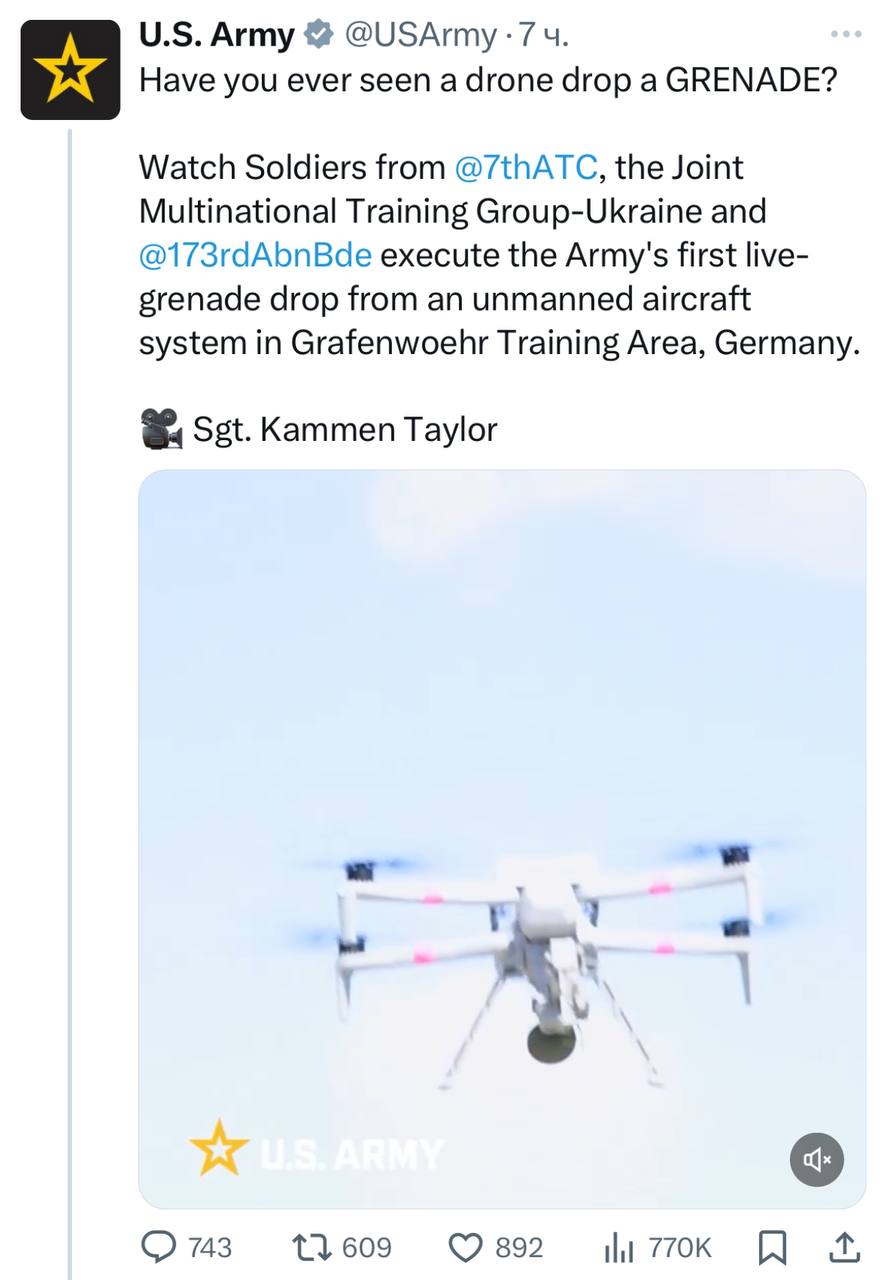 U.S. Army @USArmy · 7 ч.
Have you ever seen a drone drop a GRENADE?
Watch Soldiers from @7thATC, the Joint
Multinational Training Group-Ukraine and
@173rdAbnBde execute the Army's first live-
grenade drop from an unmanned aircraft
system in Grafenwoehr Training Area, Germany.
🎥 Sgt. Kammen Taylor
U.S. ARMY
743 609 892 770K